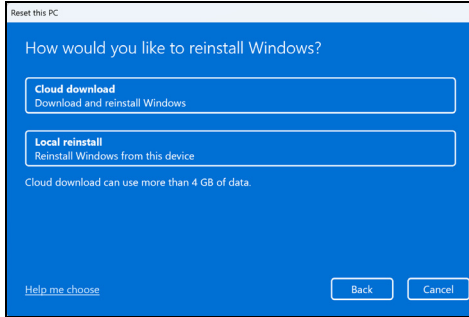 Reset this PC
How would you like to reinstall Windows?
Cloud download
Download and reinstall Windows
Local reinstall
Reinstall Windows from this device
Cloud download can use more than 4 GB of data.
Help me choose
Back
Cancel